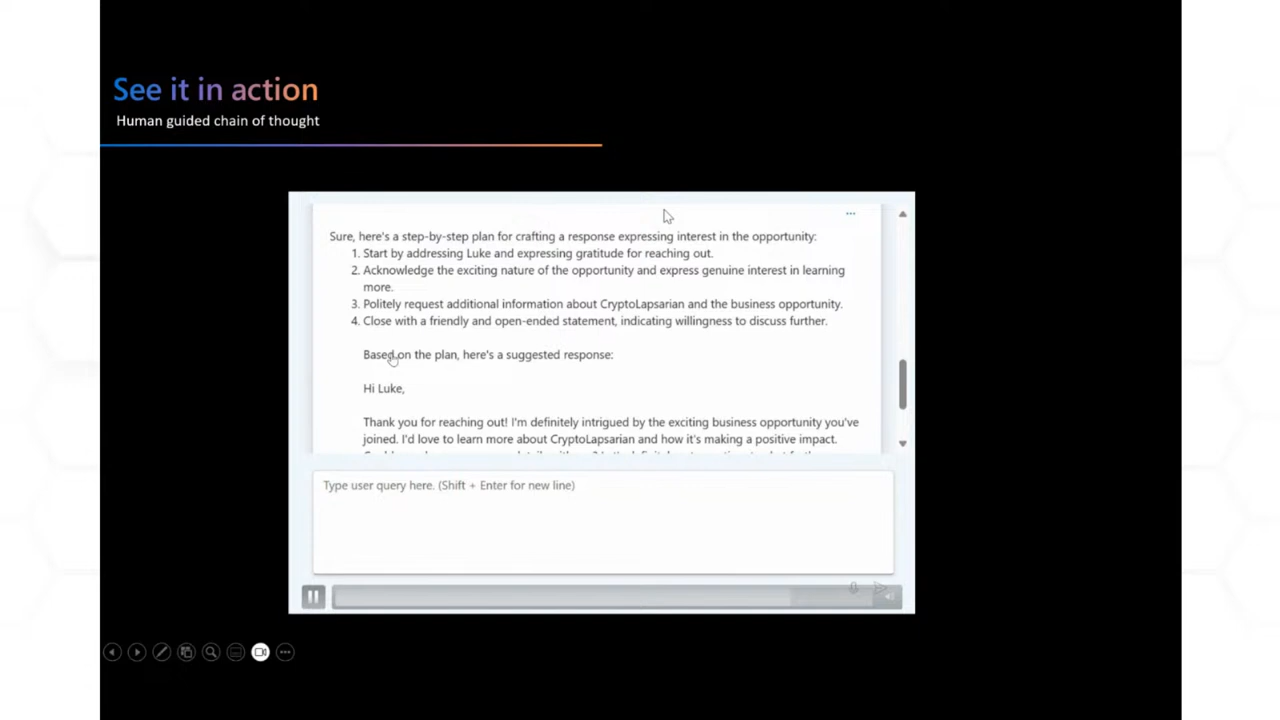 See it in action
Human guided chain of thought
Sure, here's a step-by-step plan for crafting a response expressing interest in the opportunity:
1. Start by addressing Luke and expressing gratitude for reaching out.
2. Acknowledge the exciting nature of the opportunity and express genuine interest in learning
more.
3. Politely request additional information about CryptoLapsarian and the business opportunity.
4. Close with a friendly and open-ended statement, indicating willingness to discuss further.
Based on the plan, here's a suggested response:
Hi Luke,
Thank you for reaching out! I'm definitely intrigued by the exciting business opportunity you've
joined. I'd love to learn more about CryptoLapsarian and how it's making a positive impact.
Type user query here. (Shift + Enter for new line)